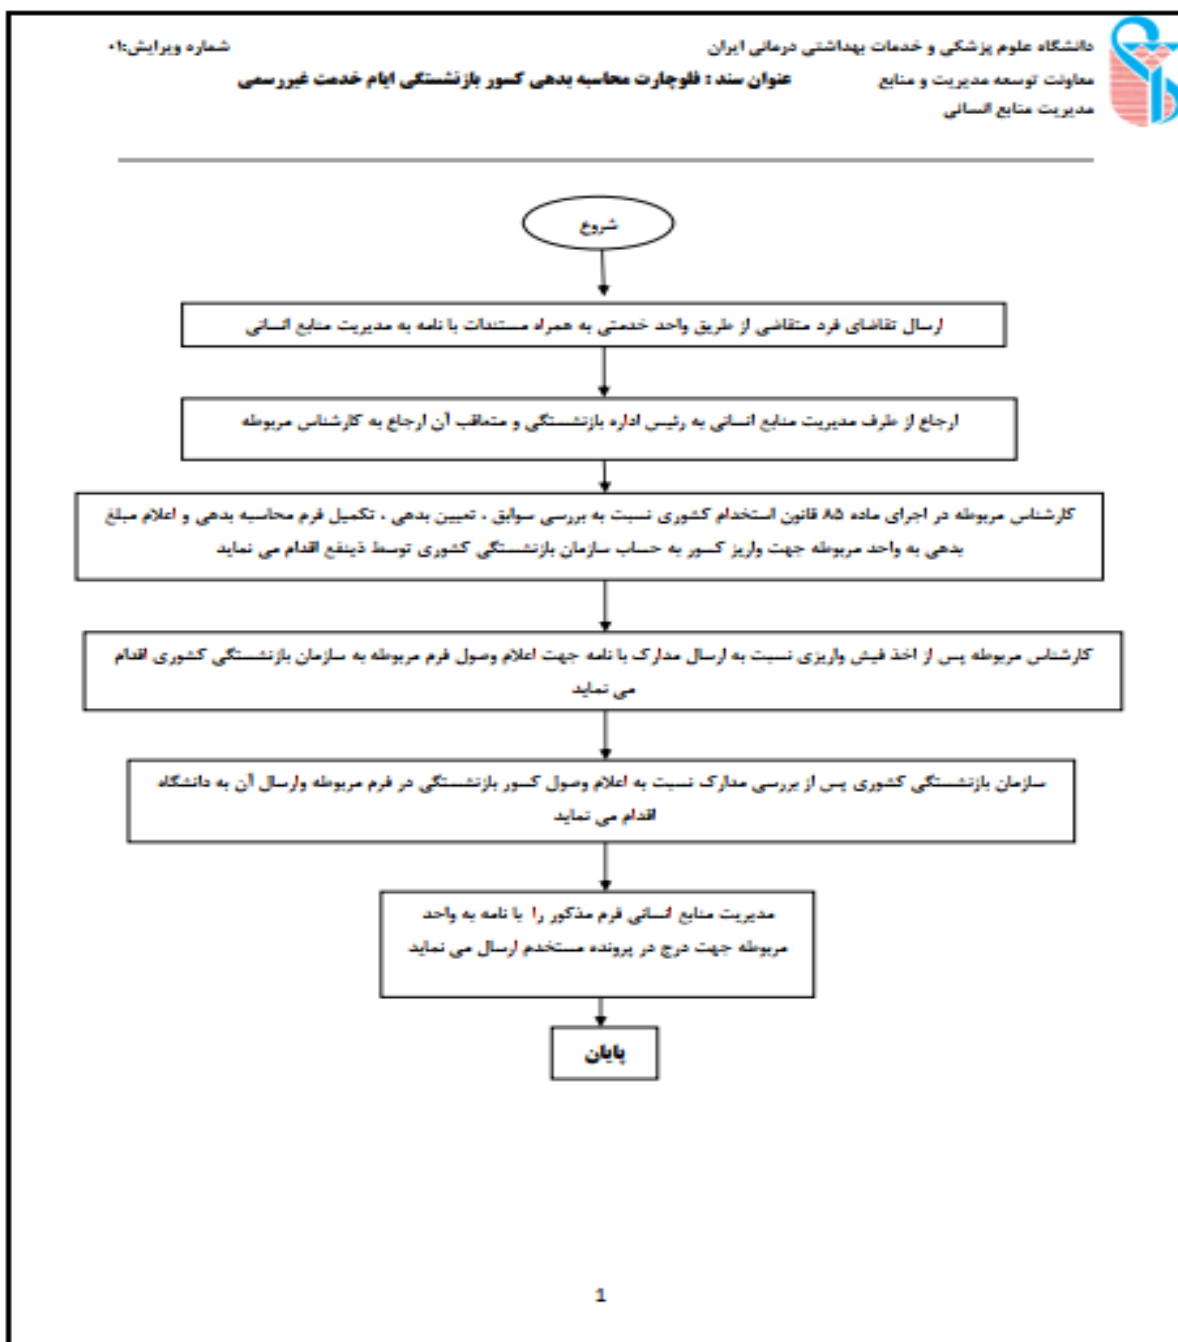 دانشگاه علوم پزشکی و خدمات بهداشتی درمانی ایران
شماره ویرایش:۰۱
معاونت توسعه مدیریت و منابع
عنوان سند : فلوچارت محاسبه بدهی کسور بازنشستگی ایام خدمت غیررسمی
مدیریت منابع انسانی
شروع
ارسال تقاضای فرد متقاضی از طریق واحد خدمتی به همراه مستندات با نامه به مدیریت منابع انسانی
ارجاع از طرف مدیریت منابع انسانی به رئیس اداره بازنشستگی و متعاقب آن ارجاع به کارشناس مربوطه
کارشناس مربوطه در اجرای ماده ۸۵ قانون استخدام کشوری نسبت به بررسی سوابق ، تعیین بدهی ، تکمیل فرم محاسبه بدهی و اعلام مبلغ
بدهی به واحد مربوطه جهت واریز کسور به حساب سازمان بازنشستگی کشوری توسط ذینفع اقدام می نماید
کارشناس مربوطه پس از اخذ فیش واریزی نسبت به ارسال مدارک با نامه جهت اعلام وصول فرم مربوطه به سازمان بازنشستگی کشوری اقدام
می نماید
سازمان بازنشستگی کشوری پس از بررسی مدارک نسبت به اعلام وصول کسور بازنشستگی در فرم مربوطه وارسال آن به دانشگاه
اقدام می نماید
مدیریت منابع انسانی فرم مذکور را با نامه به واحد
مربوطه جهت درج در پرونده مستخدم ارسال می نماید
پایان
1